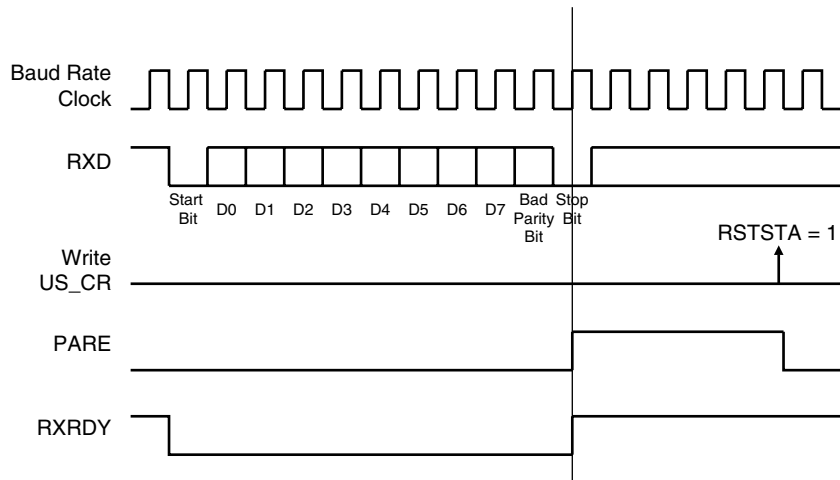 Baud Rate
Clock
RXD
Start
Bit
D0
D1
D2
D3
D4
D5
D6
D7
Bad
Parity
Bit
Stop
Bit
RSTSTA = 1
Write
US_CR
PARE
RXRDY